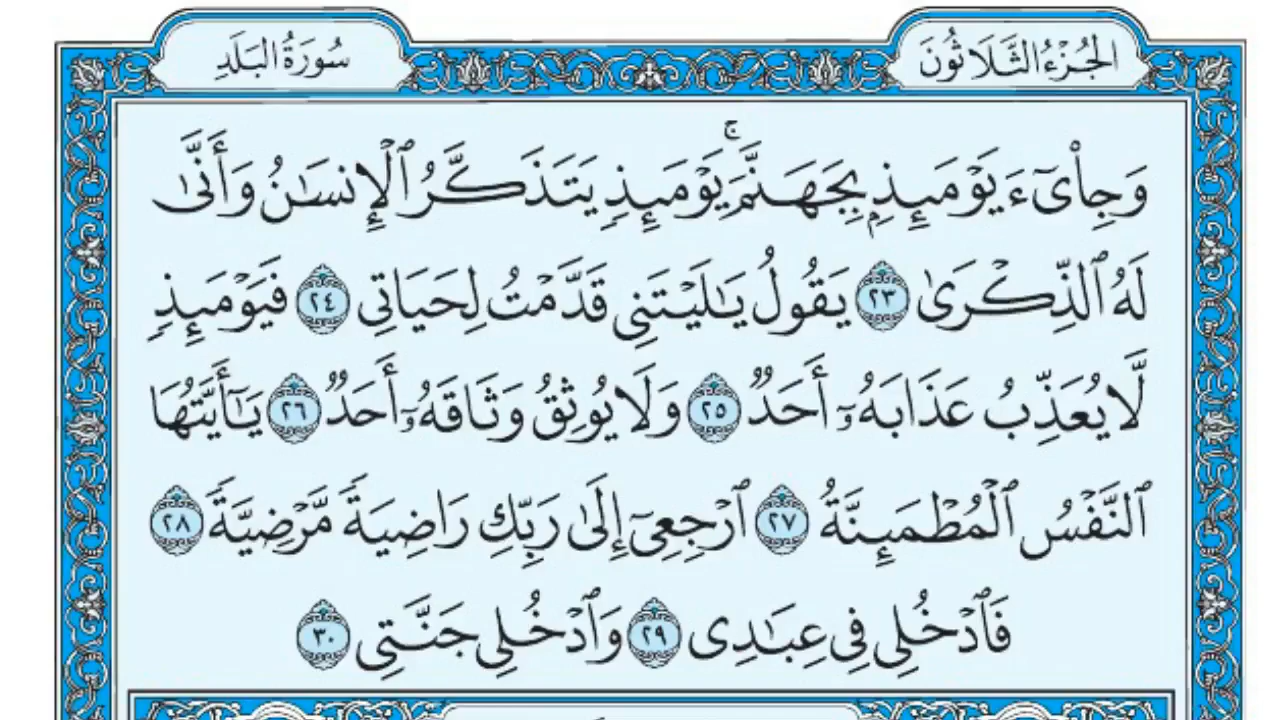 الجُزْءُ الثَّلَاثُونَ
سُورَةُ البَلَدِ
وَجِاْىٓءَ يَوْمَئِذِۭ بِجَهَنَّمَۚ يَوْمَئِذٖ يَتَذَكَّرُ ٱلْإِنسَٰنُ وَأَنَّىٰ
لَهُ ٱلذِّكْرَىٰ ٢٣ يَقُولُ يَٰلَيْتَنِى قَدَّمْتُ لِحَيَاتِى ٢٤ فَيَوْمَئِذٖ
لَّا يُعَذِّبُ عَذَابَهُۥٓ أَحَدٞ ٢٥ وَلَا يُوثِقُ وَثَاقَهُۥٓ أَحَدٞ ٢٦ يَٰٓأَيَّتُهَا
ٱلنَّفْسُ ٱلْمُطْمَئِنَّةُ ٢٧ ٱرْجِعِىٓ إِلَىٰ رَبِّكِ رَاضِيَةٗ مَّرْضِيَّةٗ ٢٨
فَٱدْخُلِى فِى عِبَٰدِى ٢٩ وَٱدْخُلِى جَنَّتِى ٣٠